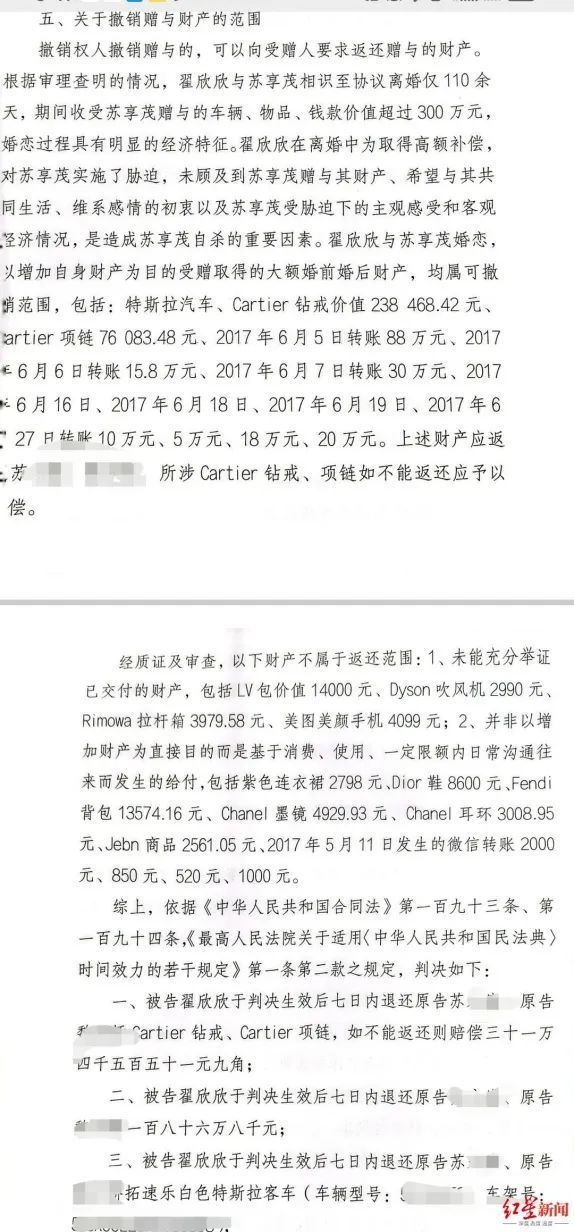 五、关于撤销赠与财产的范围
撤销权人撤销赠与的，可以向受赠人要求返还赠与的财产。
根据审理查明的情况，翟欣欣与苏享茂相识至协议离婚仅 110 余
天，期间收受苏享茂赠与的车辆、物品、钱款价值超过 300 万元，
婚恋过程具有明显的经济特征。翟欣欣在离婚中为取得高额补偿，
对苏享茂实施了胁迫，未顾及到苏享茂赠与其财产、希望与其共
同生活、维系感情的初衷以及苏享茂受胁迫下的主观感受和客观
经济情况，是造成苏享茂自杀的重要因素。翟欣欣与苏享茂婚恋，
以增加自身财产为目的受赠取得的大额婚前婚后财产，均属可撤
销范围，包括：特斯拉汽车、Cartier 钻戒价值 238 468.42 元、
artier 项链 76 083.48 元、2017 年 6 月 5 日转账 88 万元、2017
6 月 6 日转账 15.8 万元、2017 年 6 月 7 日转账 30 万元、2017
6 月 16 日、2017 年 6 月 18 日、2017 年 6 月 19 日、2017 年 6
27 日转账 10 万元、5 万元、18 万元、20 万元。上述财产应返
苏 所涉 Cartier 钻戒、项链如不能返还应予以
偿。
经质证及审查，以下财产不属于返还范围：1、未能充分举证
已交付的财产，包括 LV 包价值 14000 元、Dyson 吹风机 2990 元、
Rimowa 拉杆箱 3979.58 元、美图美颜手机 4099 元；2、并非以增
加财产为直接目的而是基于消费、使用、一定限额内日常沟通往
来而发生的给付，包括紫色连衣裙 2798 元、Dior 鞋 8600 元、Fendi
背包 13574.16 元、Chanel 墨镜 4929.93 元、Chanel 耳环 3008.95
元、Jebn 商品 2561.05 元、2017 年 5 月 11 日发生的微信转账 2000
元、850 元、520 元、1000 元。
综上，依据《中华人民共和国合同法》第一百九十三条、第
一百九十四条，《最高人民法院关于适用〈中华人民共和国民法典〉
时间效力的若干规定》第一条第二款之规定，判决如下：
一、被告翟欣欣于判决生效后七日内退还原告苏 、原告
Cartier 钻戒、Cartier 项链，如不能返还则赔偿三十一万
四千五百五十一元九角；
二、被告翟欣欣于判决生效后七日内退还原告 、原告
一百八十六万八千元；
三、被告翟欣欣于判决生效后七日内退还原告苏 、原告
拓速乐白色特斯拉客车（车辆型号： 车架号：
红星新闻